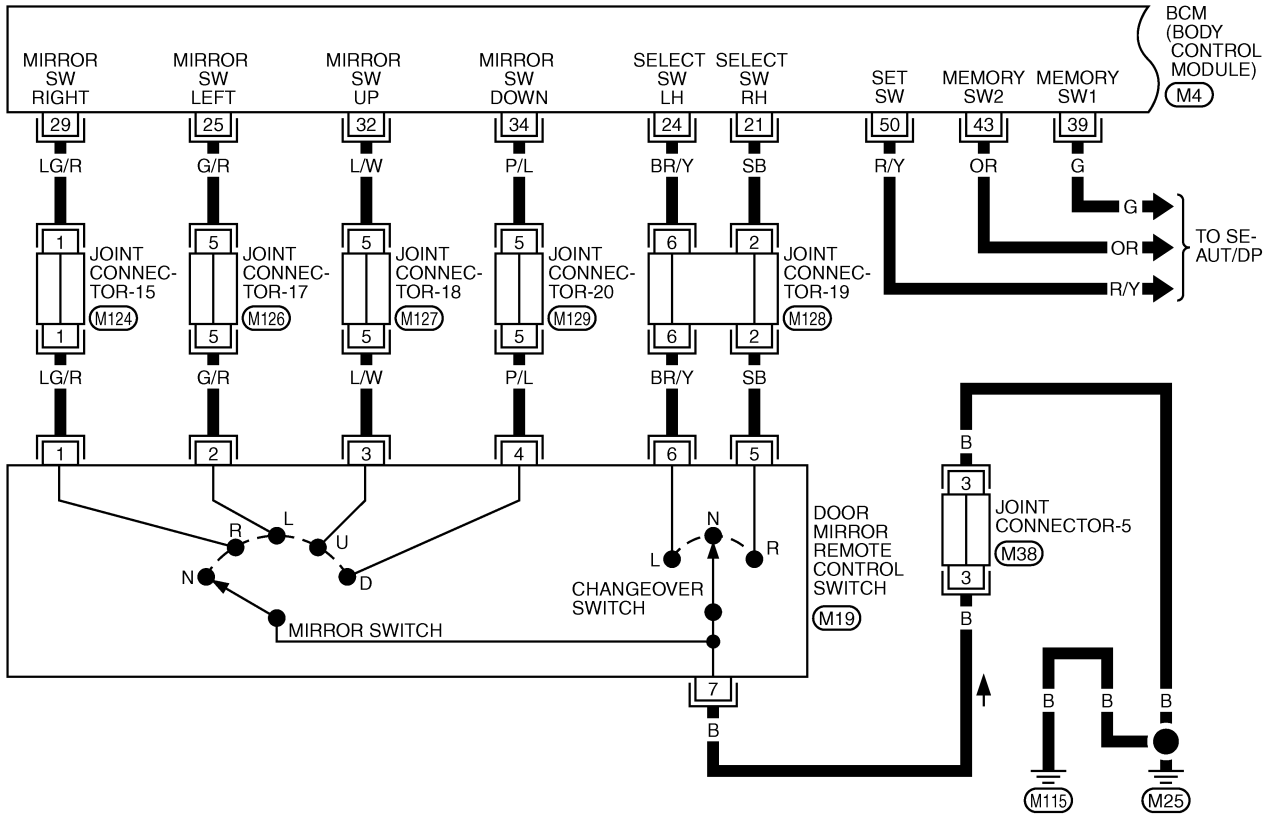 BCM
(BODY
CONTROL
MODULE)
M4
MIRROR
SW
RIGHT
MIRROR
SW
LEFT
MIRROR
SW
UP
MIRROR
SW
DOWN
SELECT
SW
LH
SELECT
SW
RH
SET
SW
MEMORY
SW2
MEMORY
SW1
29
25
32
34
24
21
50
43
39
LG/R
G/R
L/W
P/L
BR/Y
SB
R/Y
OR
G
G
OR
R/Y
TO SE-
AUT/DP
1
5
5
5
6
2
JOINT
CONNEC-
TOR-15
M124
JOINT
CONNEC-
TOR-17
M126
JOINT
CONNEC-
TOR-18
M127
JOINT
CONNEC-
TOR-20
M129
JOINT
CONNEC-
TOR-19
M128
1
5
5
5
6
2
LG/R
G/R
L/W
P/L
BR/Y
SB
1
2
3
4
6
5
B
3
JOINT
CONNECTOR-5
M38
3
B
R
L
U
N
D
MIRROR SWITCH
N
L
R
CHANGEOVER
SWITCH
DOOR
MIRROR
REMOTE
CONTROL
SWITCH
M19
7
B
B
B
B
M115
M25